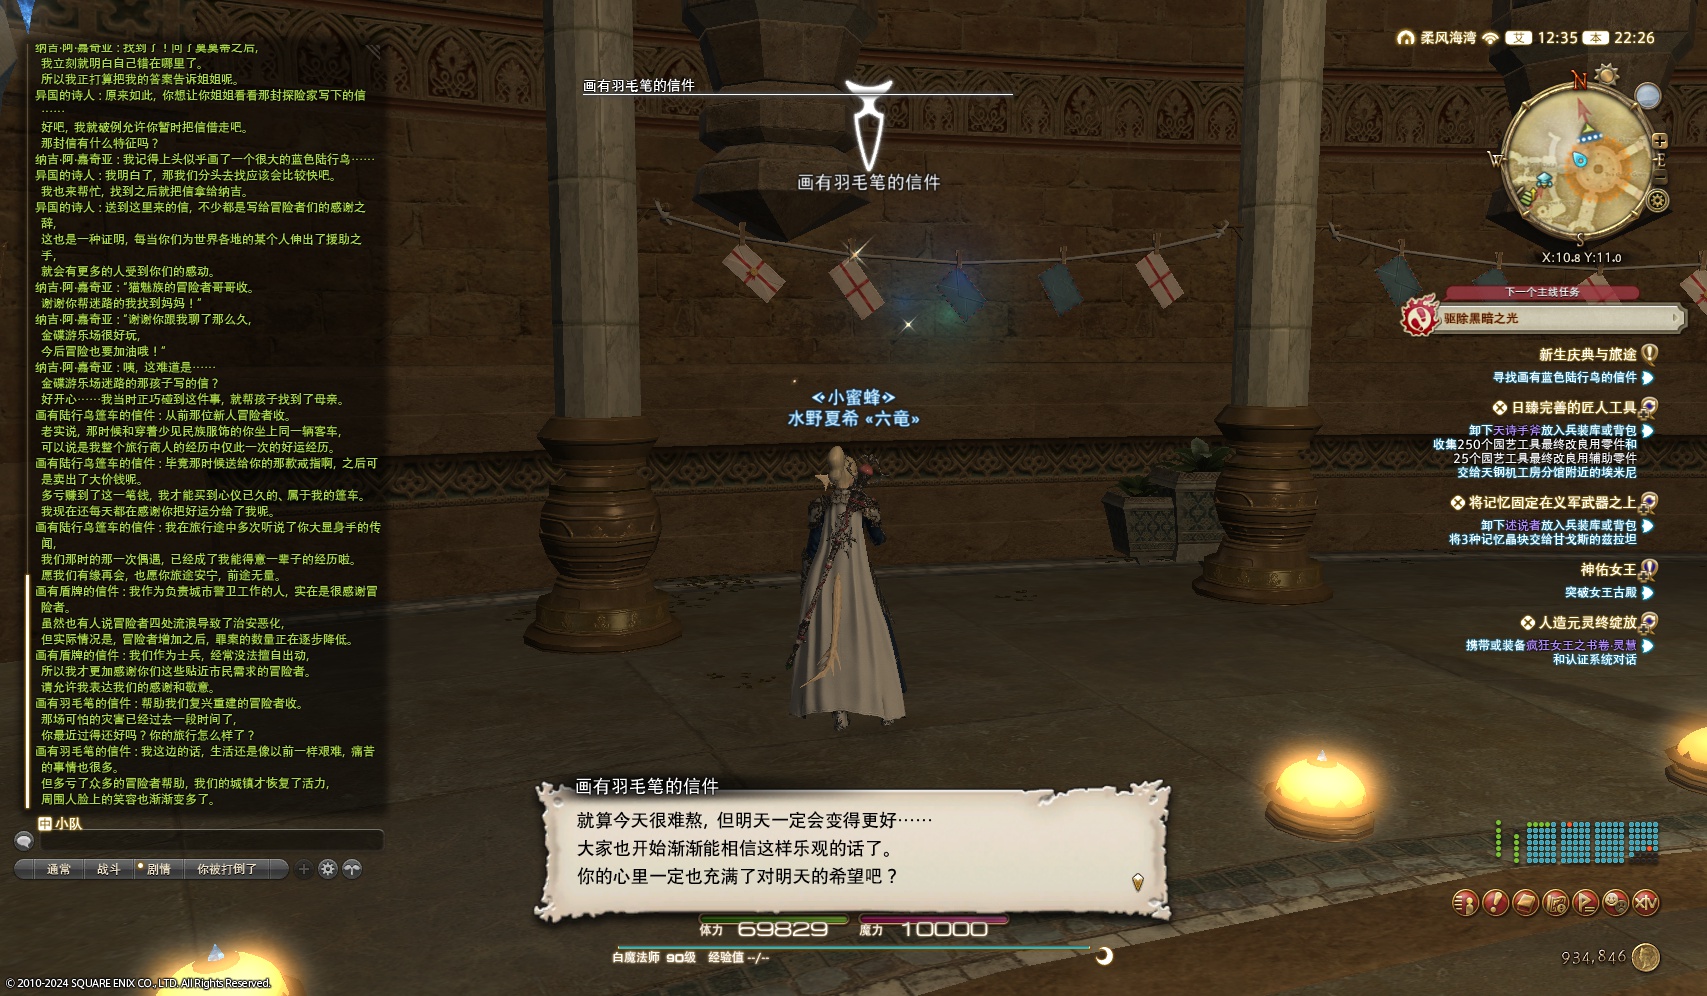 纳吉·阿·嘉奇亚：找到了！问了莫莫蒂之后，
我立刻就明白自己错在哪里了。
所以我正打算把我的答案告诉姐姐呢。
异国的诗人：原来如此，你想让你姐姐看看那封探险家写下的信
……
好吧，我就破例允许你暂时把信借走吧。
那封信有什么特征吗？
纳吉·阿·嘉奇亚：我记得上头似乎画了一个很大的蓝色陆行鸟……
异国的诗人：我明白了，那我们分头去找应该会比较快吧。
我也来帮忙，找到之后就把信拿给纳吉。
异国的诗人：送到这里来的信，不少都是写给冒险者们的感谢之
辞，
这也是一种证明，每当你们为世界各地的某个人伸出了援助之
手，
就会有更多的人受到你们的感动。
纳吉·阿·嘉奇亚：“猫魅族的冒险者哥哥收。
谢谢你帮迷路的我找到妈妈！”
纳吉·阿·嘉奇亚：“谢谢你跟我聊了那么久，
金碟游乐场很好玩，
今后冒险也要加油哦！”
纳吉·阿·嘉奇亚：咦，这难道是……
金碟游乐场迷路的那孩子写的信？
好开心……我当时正巧碰到这件事，就帮孩子找到了母亲。
画有陆行鸟篷车的信件：从前那位新人冒险者收。
老实说，那时候和穿着少见民族服饰的你坐上同一辆客车，
可以说是我整个旅行商人的经历中仅此一次的好运经历。
画有陆行鸟篷车的信件：毕竟那时候送给你的那款戒指啊，之后可
是卖出了大价钱呢。
多亏赚到了这一笔钱，我才能买到心仪已久的、属于我的篷车。
我现在还每天都在感谢你把好运分给了我呢。
画有陆行鸟篷车的信件：我在旅行途中多次听说了你大显身手的传
闻，
我们那时的那一次偶遇，已经成了我能得意一辈子的经历啦。
愿我们有缘再会，也愿你旅途安宁，前途无量。
画有盾牌的信件：我作为负责城市警卫工作的人，实在是很感谢冒
险者。
虽然也有人说冒险者四处流浪导致了治安恶化，
但实际情况是，冒险者增加之后，罪案的数量正在逐步降低。
画有盾牌的信件：我们作为士兵，经常没法擅自出动，
所以我才更加感谢你们这些贴近市民需求的冒险者。
请允许我表达我们的感谢和敬意。
画有羽毛笔的信件：帮助我们复兴重建的冒险者收。
那场可怕的灾害已经过去一段时间了，
你最近过得还好吗？你的旅行怎么样了？
画有羽毛笔的信件：我这边的话，生活还是像以前一样艰难，痛苦
的事情也很多。
但多亏了众多的冒险者帮助，我们的城镇才恢复了活力，
周围人脸上的笑容也渐渐变多了。
中 小队
通常 战斗 剧情 你被打倒了
© 2010-2024 SQUARE ENIX CO., LTD. All Rights Reserved.
画有羽毛笔的信件
画有羽毛笔的信件
小蜜蜂
水野夏希 «六竜»
画有羽毛笔的信件
就算今天很难熬，但明天一定会变得更好……
大家也开始渐渐能相信这样乐观的话了。
你的心里一定也充满了对明天的希望吧？
体力 69829 魔力 10000
白魔法师 90级 经验值 --/--
柔风海湾 艾 12:35 本 22:26
N
W E
S
X:10.8 Y:11.0
下一个主线任务
驱除黑暗之光
新生庆典与旅途
寻找画有蓝色陆行鸟的信件
日臻完善的匠人工具
卸下天诗手斧放入兵装库或背包
收集250个园艺工具最终改良用零件和
25个园艺工具最终改良用辅助零件
交给天钢机工房分馆附近的埃米尼
将记忆固定在义军武器之上
卸下述说者放入兵装库或背包
将3种记忆晶块交给甘戈斯的兹拉坦
神佑女王
突破女王古殿
人造元灵终绽放
携带或装备疯狂女王之书卷·灵慧
和认证系统对话
XIV
934,846